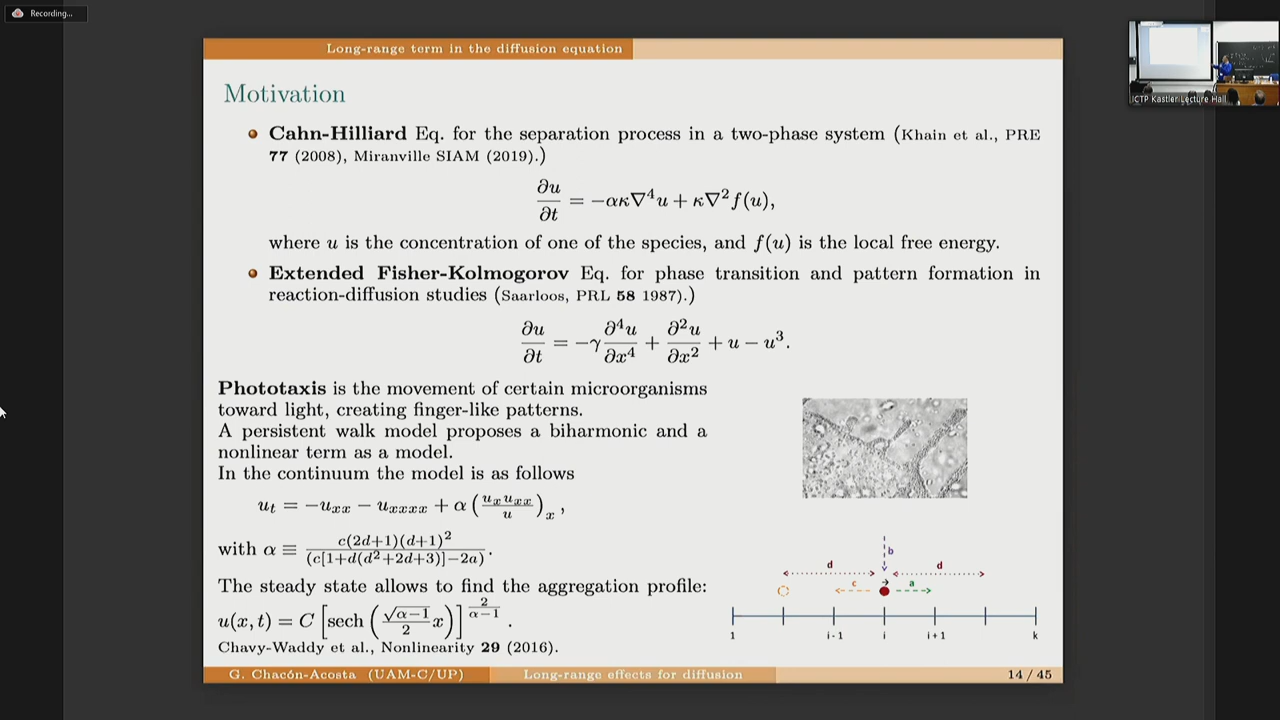 Recording...
ICTP Kastler Lecture Hall
Long-range term in the diffusion equation
Motivation
Cahn-Hilliard Eq. for the separation process in a two-phase system (Khain et al., PRE
77 (2008), Miranville SIAM (2019).)
∂u/∂t = −ακ∇⁴u + κ∇²f(u),
where u is the concentration of one of the species, and f(u) is the local free energy.
Extended Fisher-Kolmogorov Eq. for phase transition and pattern formation in
reaction-diffusion studies (Saarloos, PRL 58 1987).)
∂u/∂t = −γ ∂⁴u/∂x⁴ + ∂²u/∂x² + u − u³.
Phototaxis is the movement of certain microorganisms
toward light, creating finger-like patterns.
A persistent walk model proposes a biharmonic and a
nonlinear term as a model.
In the continuum the model is as follows
u_t = −u_xx − u_xxxx + α (u_x u_xx / u)_x ,
with α ≡ c(2d+1)(d+1)² / (c[1+d(d²+2d+3)]−2a) .
The steady state allows to find the aggregation profile:
u(x, t) = C [sech (√(α−1)/2 x)]^(2/(α−1)) .
Chavy-Waddy et al., Nonlinearity 29 (2016).
b
d d
c a
1 i - 1 i i + 1 k
G. Chacón-Acosta (UAM-C/UP) Long-range effects for diffusion 14 / 45